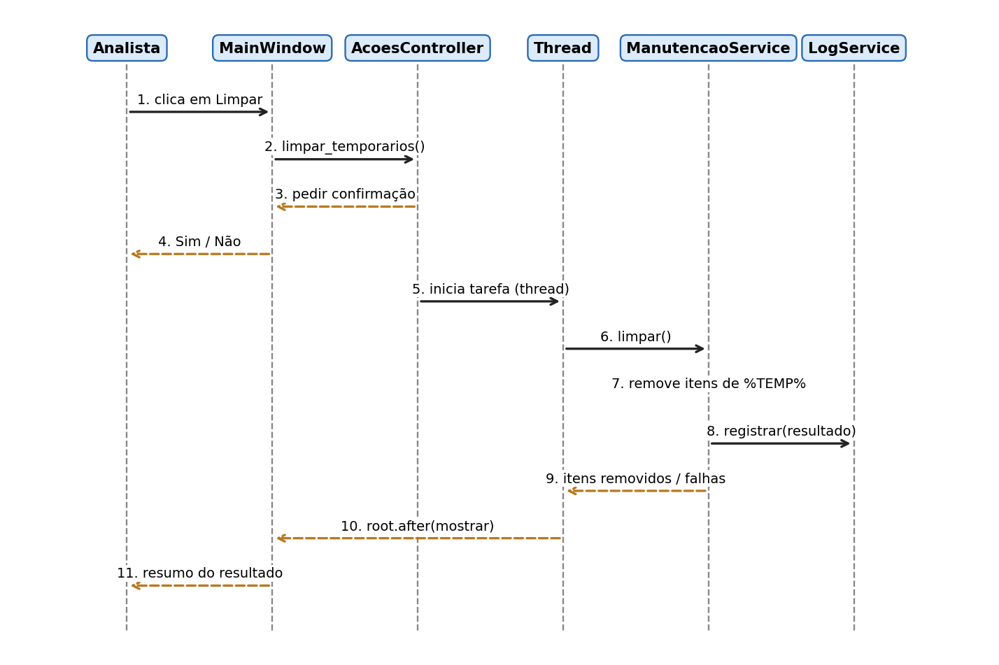 Analista
MainWindow
AcoesController
Thread
ManutencaoService
LogService
1. clica em Limpar
2. limpar_temporarios()
3. pedir confirmação
4. Sim / Não
5. inicia tarefa (thread)
6. limpar()
7. remove itens de %TEMP%
8. registrar(resultado)
9. itens removidos / falhas
10. root.after(mostrar)
11. resumo do resultado